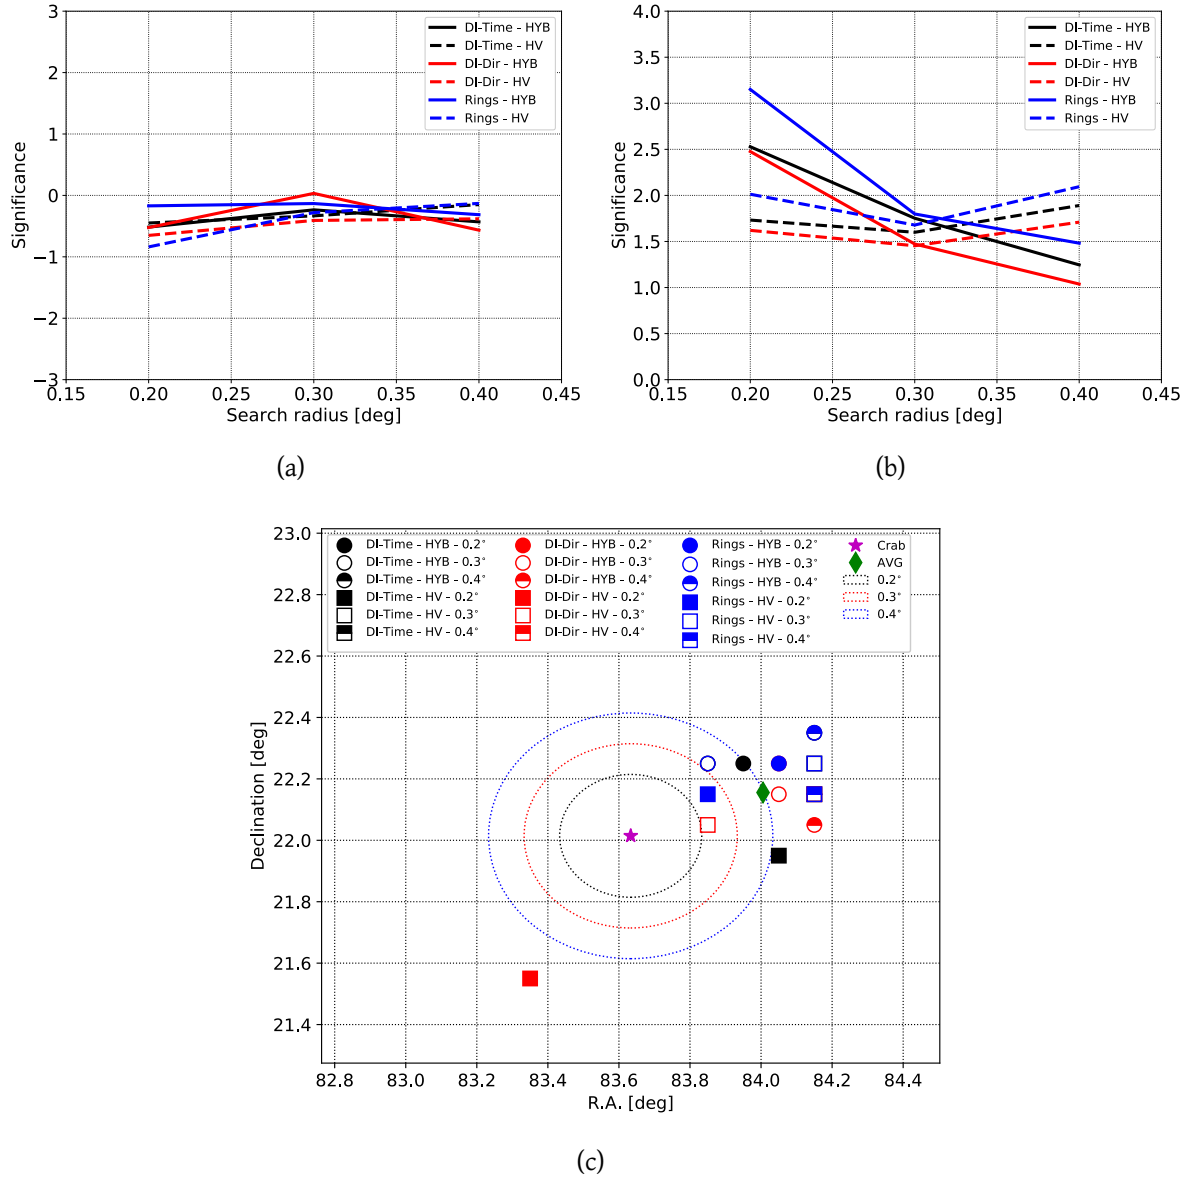 3
2
1
0
−1
−2
−3
0.15 0.20 0.25 0.30 0.35 0.40 0.45
Search radius [deg]
Significance
DI-Time - HYB
DI-Time - HV
DI-Dir - HYB
DI-Dir - HV
Rings - HYB
Rings - HV
(a)
4.0
3.5
3.0
2.5
2.0
1.5
1.0
0.5
0.0
0.15 0.20 0.25 0.30 0.35 0.40 0.45
Search radius [deg]
Significance
DI-Time - HYB
DI-Time - HV
DI-Dir - HYB
DI-Dir - HV
Rings - HYB
Rings - HV
(b)
23.0
22.8
22.6
22.4
22.2
22.0
21.8
21.6
21.4
Declination [deg]
DI-Time - HYB - 0.2°
DI-Time - HYB - 0.3°
DI-Time - HYB - 0.4°
DI-Time - HV - 0.2°
DI-Time - HV - 0.3°
DI-Time - HV - 0.4°
DI-Dir - HYB - 0.2°
DI-Dir - HYB - 0.3°
DI-Dir - HYB - 0.4°
DI-Dir - HV - 0.2°
DI-Dir - HV - 0.3°
DI-Dir - HV - 0.4°
Rings - HYB - 0.2°
Rings - HYB - 0.3°
Rings - HYB - 0.4°
Rings - HV - 0.2°
Rings - HV - 0.3°
Rings - HV - 0.4°
Crab
AVG
0.2°
0.3°
0.4°
82.8 83.0 83.2 83.4 83.6 83.8 84.0 84.2 84.4
R.A. [deg]
(c)